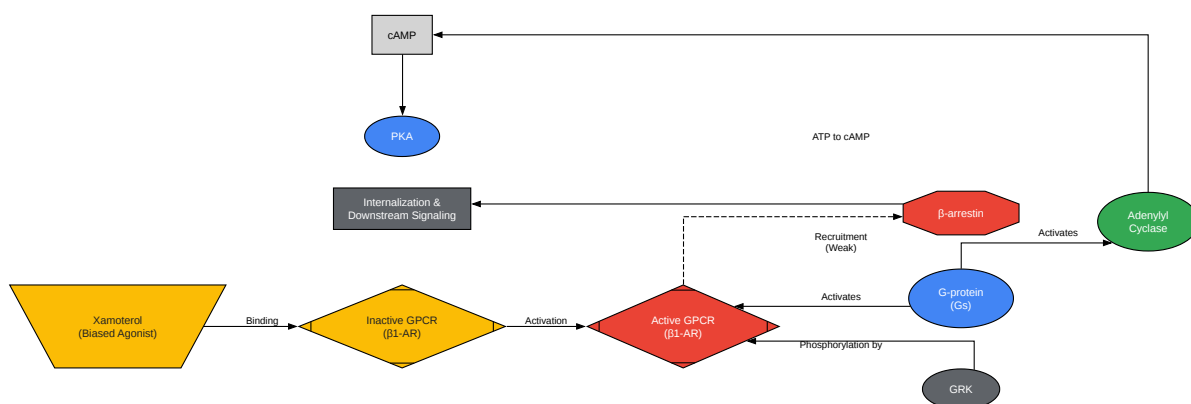 cAMP
PKA
ATP to cAMP
Internalization &
Downstream Signaling
β-arrestin
Adenylyl
Cyclase
Recruitment
(Weak)
Activates
G-protein
(Gs)
Activates
Xamoterol
(Biased Agonist)
Binding
Inactive GPCR
(β1-AR)
Activation
Active GPCR
(β1-AR)
Phosphorylation by
GRK